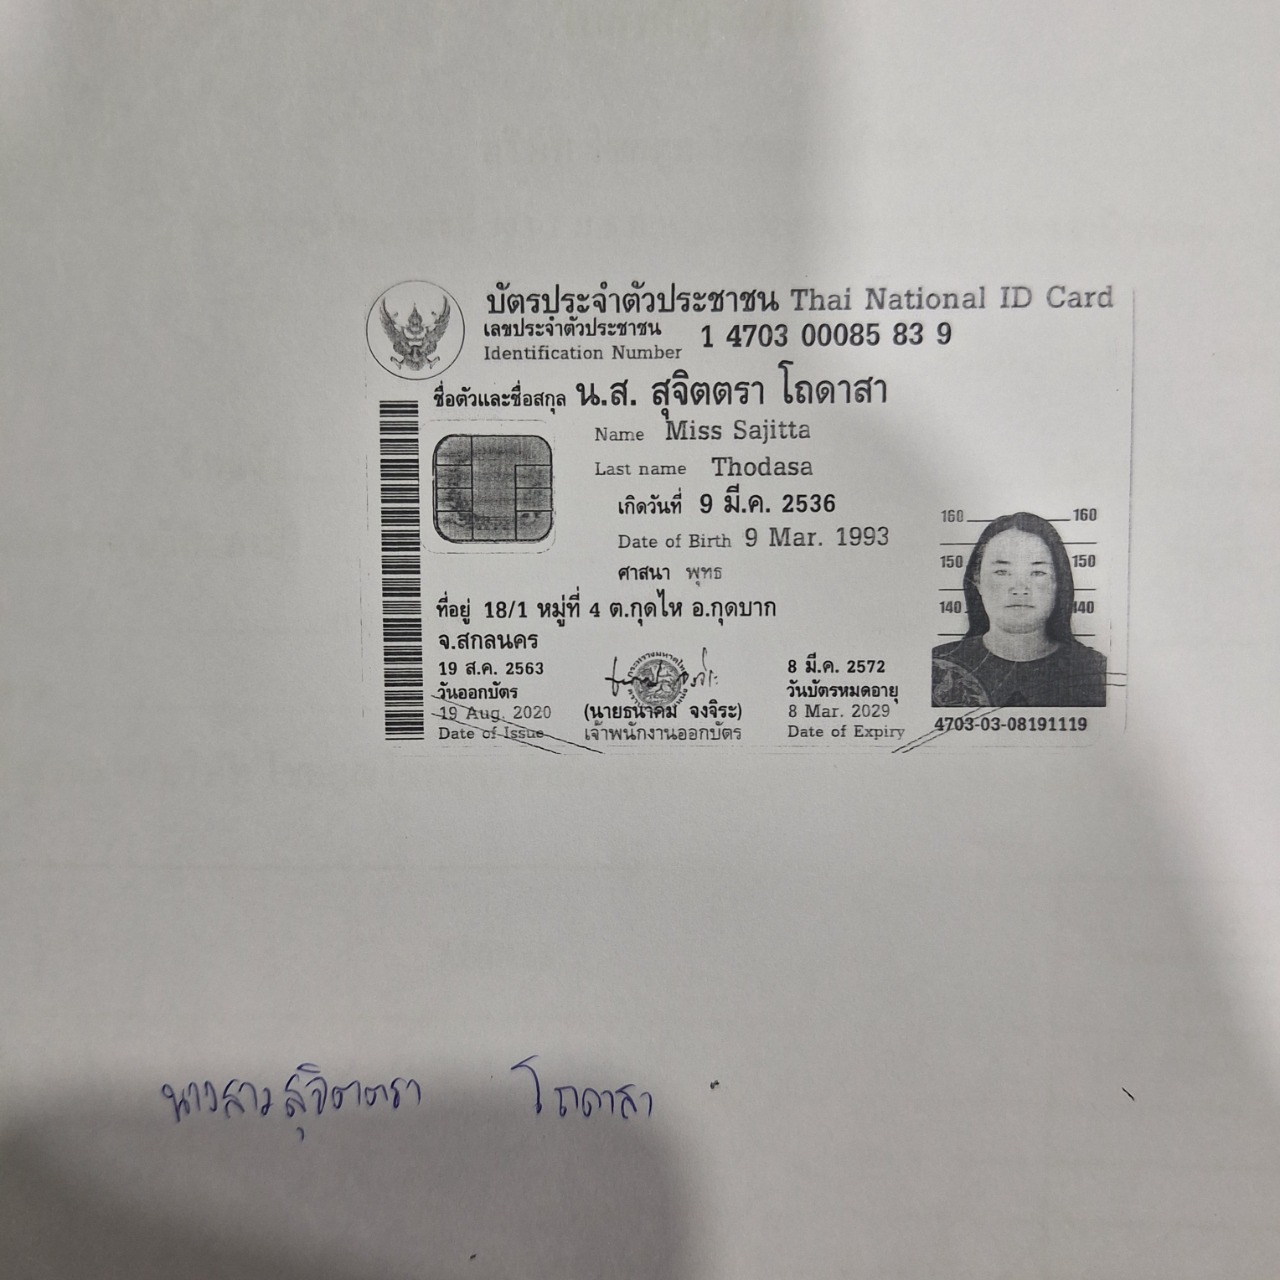 บัตรประจำตัวประชาชน Thai National ID Card
เลขประจำตัวประชาชน
Identification Number 1 4703 00085 83 9
ชื่อตัวและชื่อสกุล น.ส. สุจิตตรา โถดาสา
Name Miss Sajitta
Last name Thodasa
เกิดวันที่ 9 มี.ค. 2536
Date of Birth 9 Mar. 1993
ศาสนา พุทธ
160 160
150 150
140 140
ที่อยู่ 18/1 หมู่ที่ 4 ต.กุดไห อ.กุดบาก
จ.สกลนคร
19 ส.ค. 2563
วันออกบัตร
19 Aug. 2020
Date of Issue
(นายธนาคม จงจิระ)
เจ้าพนักงานออกบัตร
8 มี.ค. 2572
วันบัตรหมดอายุ
8 Mar. 2029
Date of Expiry
4703-03-08191119
นางสาวสุจิตตรา โถดาสา